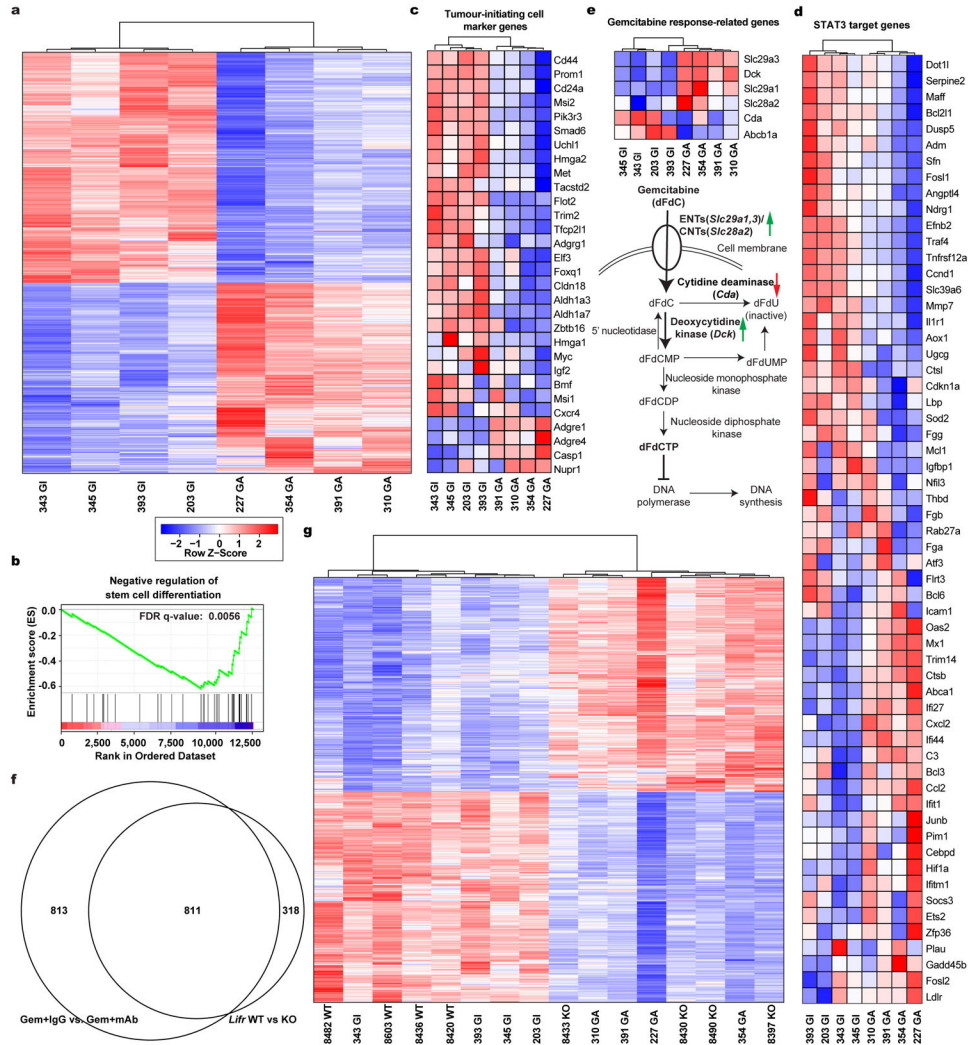 a
343 GI
345 GI
393 GI
203 GI
227 GA
354 GA
391 GA
310 GA
−2 −1 0 1 2
Row Z-Score
b
Negative regulation of
stem cell differentiation
FDR q-value: 0.0056
Enrichment score (ES)
0.0
-0.2
-0.4
-0.6
0 2,500 5,000 7,500 10,000 12,500
Rank in Ordered Dataset
c
Tumour-initiating cell
marker genes
Cd44
Prom1
Cd24a
Msi2
Pik3r3
Smad6
Uchl1
Hmga2
Met
Tacstd2
Flot2
Trim2
Tfcp2l1
Adgrg1
Elf3
Foxq1
Cldn18
Aldh1a3
Aldh1a7
Zbtb16
Hmga1
Myc
Igf2
Bmf
Msi1
Cxcr4
Adgre1
Adgre4
Casp1
Nupr1
343 GI
345 GI
203 GI
393 GI
391 GA
310 GA
354 GA
227 GA
e
Gemcitabine response-related genes
Slc29a3
Dck
Slc29a1
Slc28a2
Cda
Abcb1a
345 GI
343 GI
203 GI
393 GI
227 GA
354 GA
391 GA
310 GA
Gemcitabine
(dFdC)
ENTs(Slc29a1,3)/
CNTs(Slc28a2)
Cell membrane
Cytidine deaminase
(Cda)
dFdC
dFdU
(inactive)
5' nucleotidase
Deoxycytidine
kinase (Dck)
dFdCMP
dFdUMP
Nucleoside monophosphate
kinase
dFdCDP
Nucleoside diphosphate
kinase
dFdCTP
DNA
polymerase
DNA
synthesis
d
STAT3 target genes
Dot1l
Serpine2
Maff
Bcl2l1
Dusp5
Adm
Sfn
Fosl1
Angptl4
Ndrg1
Efnb2
Traf4
Tnfrsf12a
Ccnd1
Slc39a6
Mmp7
Il1r1
Aox1
Ugcg
Ctsl
Cdkn1a
Lbp
Sod2
Fgg
Mcl1
Igfbp1
Nfil3
Thbd
Fgb
Rab27a
Fga
Atf3
Flrt3
Bcl6
Icam1
Oas2
Mx1
Trim14
Ctsb
Abca1
Ifi27
Cxcl2
Ifi44
C3
Bcl3
Ccl2
Ifit1
Junb
Pim1
Cebpd
Hif1a
Ifitm1
Socs3
Ets2
Zfp36
Plau
Gadd45b
Fosl2
Ldlr
393 GI
203 GI
343 GI
345 GI
310 GA
391 GA
354 GA
227 GA
f
813
811
318
Gem+IgG vs. Gem+mAb
Lifr WT vs KO
g
8482 WT
343 GI
8603 WT
8436 WT
8420 WT
393 GI
345 GI
203 GI
8433 KO
310 GA
391 GA
227 GA
8430 KO
8490 KO
354 GA
8397 KO